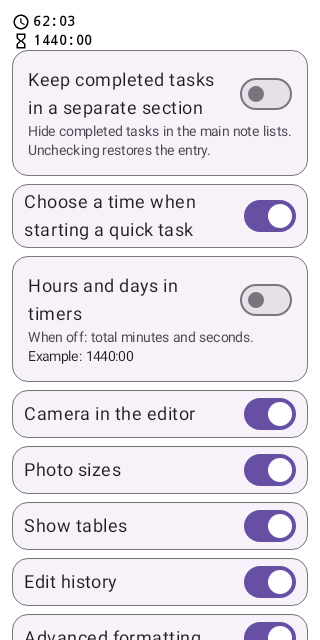 62:03
1440:00
Keep completed tasks
in a separate section
Hide completed tasks in the main note lists.
Unchecking restores the entry.
Choose a time when
starting a quick task
Hours and days in
timers
When off: total minutes and seconds.
Example: 1440:00
Camera in the editor
Photo sizes
Show tables
Edit history
Advanced formatting